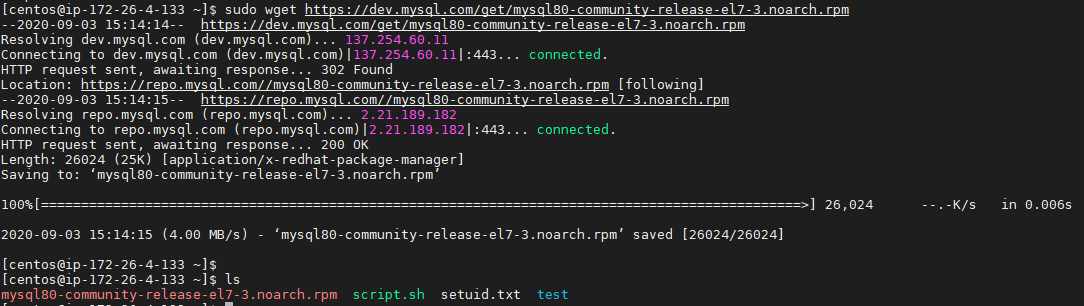 [centos@ip-172-26-4-133 ~]$ sudo wget https://dev.mysql.com/get/mysql80-community-release-el7-3.noarch.rpm
--2020-09-03 15:14:14--  https://dev.mysql.com/get/mysql80-community-release-el7-3.noarch.rpm
Resolving dev.mysql.com (dev.mysql.com)... 137.254.60.11
Connecting to dev.mysql.com (dev.mysql.com)|137.254.60.11|:443... connected.
HTTP request sent, awaiting response... 302 Found
Location: https://repo.mysql.com//mysql80-community-release-el7-3.noarch.rpm [following]
--2020-09-03 15:14:15--  https://repo.mysql.com//mysql80-community-release-el7-3.noarch.rpm
Resolving repo.mysql.com (repo.mysql.com)... 2.21.189.182
Connecting to repo.mysql.com (repo.mysql.com)|2.21.189.182|:443... connected.
HTTP request sent, awaiting response... 200 OK
Length: 26024 (25K) [application/x-redhat-package-manager]
Saving to: ‘mysql80-community-release-el7-3.noarch.rpm’
100%[===============================================================================================>] 26,024      --.-K/s   in 0.006s
2020-09-03 15:14:15 (4.00 MB/s) - ‘mysql80-community-release-el7-3.noarch.rpm’ saved [26024/26024]
[centos@ip-172-26-4-133 ~]$
[centos@ip-172-26-4-133 ~]$ ls
mysql80-community-release-el7-3.noarch.rpm  script.sh  setuid.txt  test